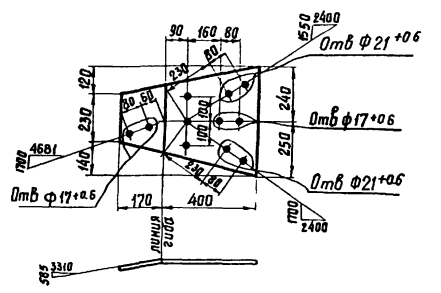 90 160 80
1550 2400
Отв Ф21 +0.6
80
230
120
230
140
80 60
100 100
240
250
Отв ф17+0.6
1700 4681
Отв ф17+0.6
230 80
Отв Ф21+0.6
1700 2400
170 400
линия гиба
585 3310